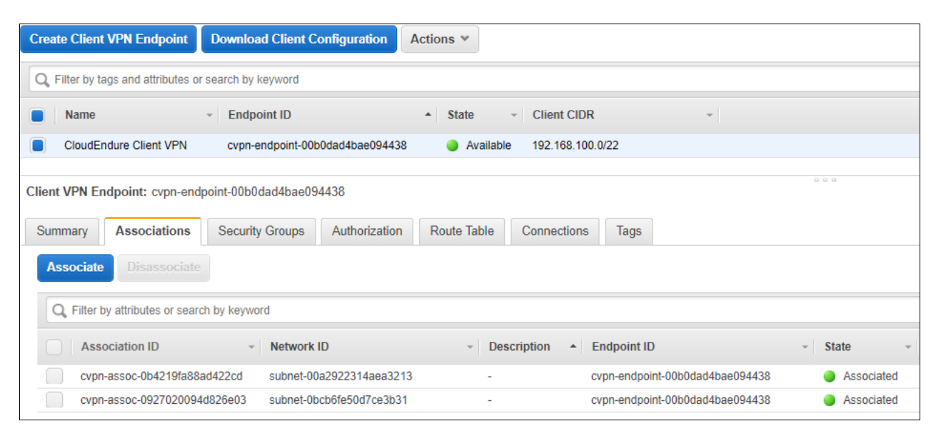 Create Client VPN Endpoint Download Client Configuration Actions
Filter by tags and attributes or search by keyword
Name Endpoint ID State Client CIDR
CloudEndure Client VPN cvpn-endpoint-00b0dad4bae094438 Available 192.168.100.0/22
Client VPN Endpoint: cvpn-endpoint-00b0dad4bae094438
Summary Associations Security Groups Authorization Route Table Connections Tags
Associate Disassociate
Filter by attributes or search by keyword
Association ID Network ID Description Endpoint ID State
cvpn-assoc-0b4219fa88ad422cd subnet-00a2922314aea3213 - cvpn-endpoint-00b0dad4bae094438 Associated
cvpn-assoc-0927020094d826e03 subnet-0bcb6fe50d7ce3b31 - cvpn-endpoint-00b0dad4bae094438 Associated